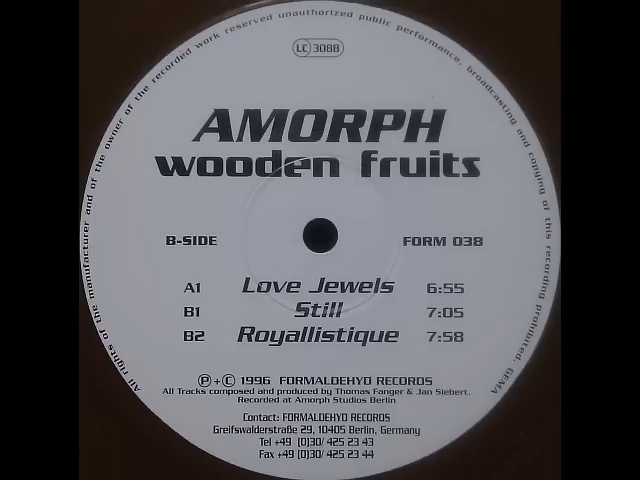 All rights of the manufacturer and of the owner of the recorded work reserved unauthorized public performance, broadcasting and copying of this recording prohibited. GEMA
LC 3088
AMORPH
wooden fruits
B-SIDE FORM 038
A1 Love Jewels 6:55
B1 Still 7:05
B2 Royallistique 7:58
Ⓟ+© 1996 FORMALDEHYD RECORDS
All Tracks composed and produced by Thomas Fanger & Jan Siebert.
Recorded at Amorph Studios Berlin
Contact: FORMALDEHYD RECORDS
Greifswalderstraße 29, 10405 Berlin, Germany
Tel +49 (0)30/ 425 23 43
Fax +49 (0)30/ 425 23 44